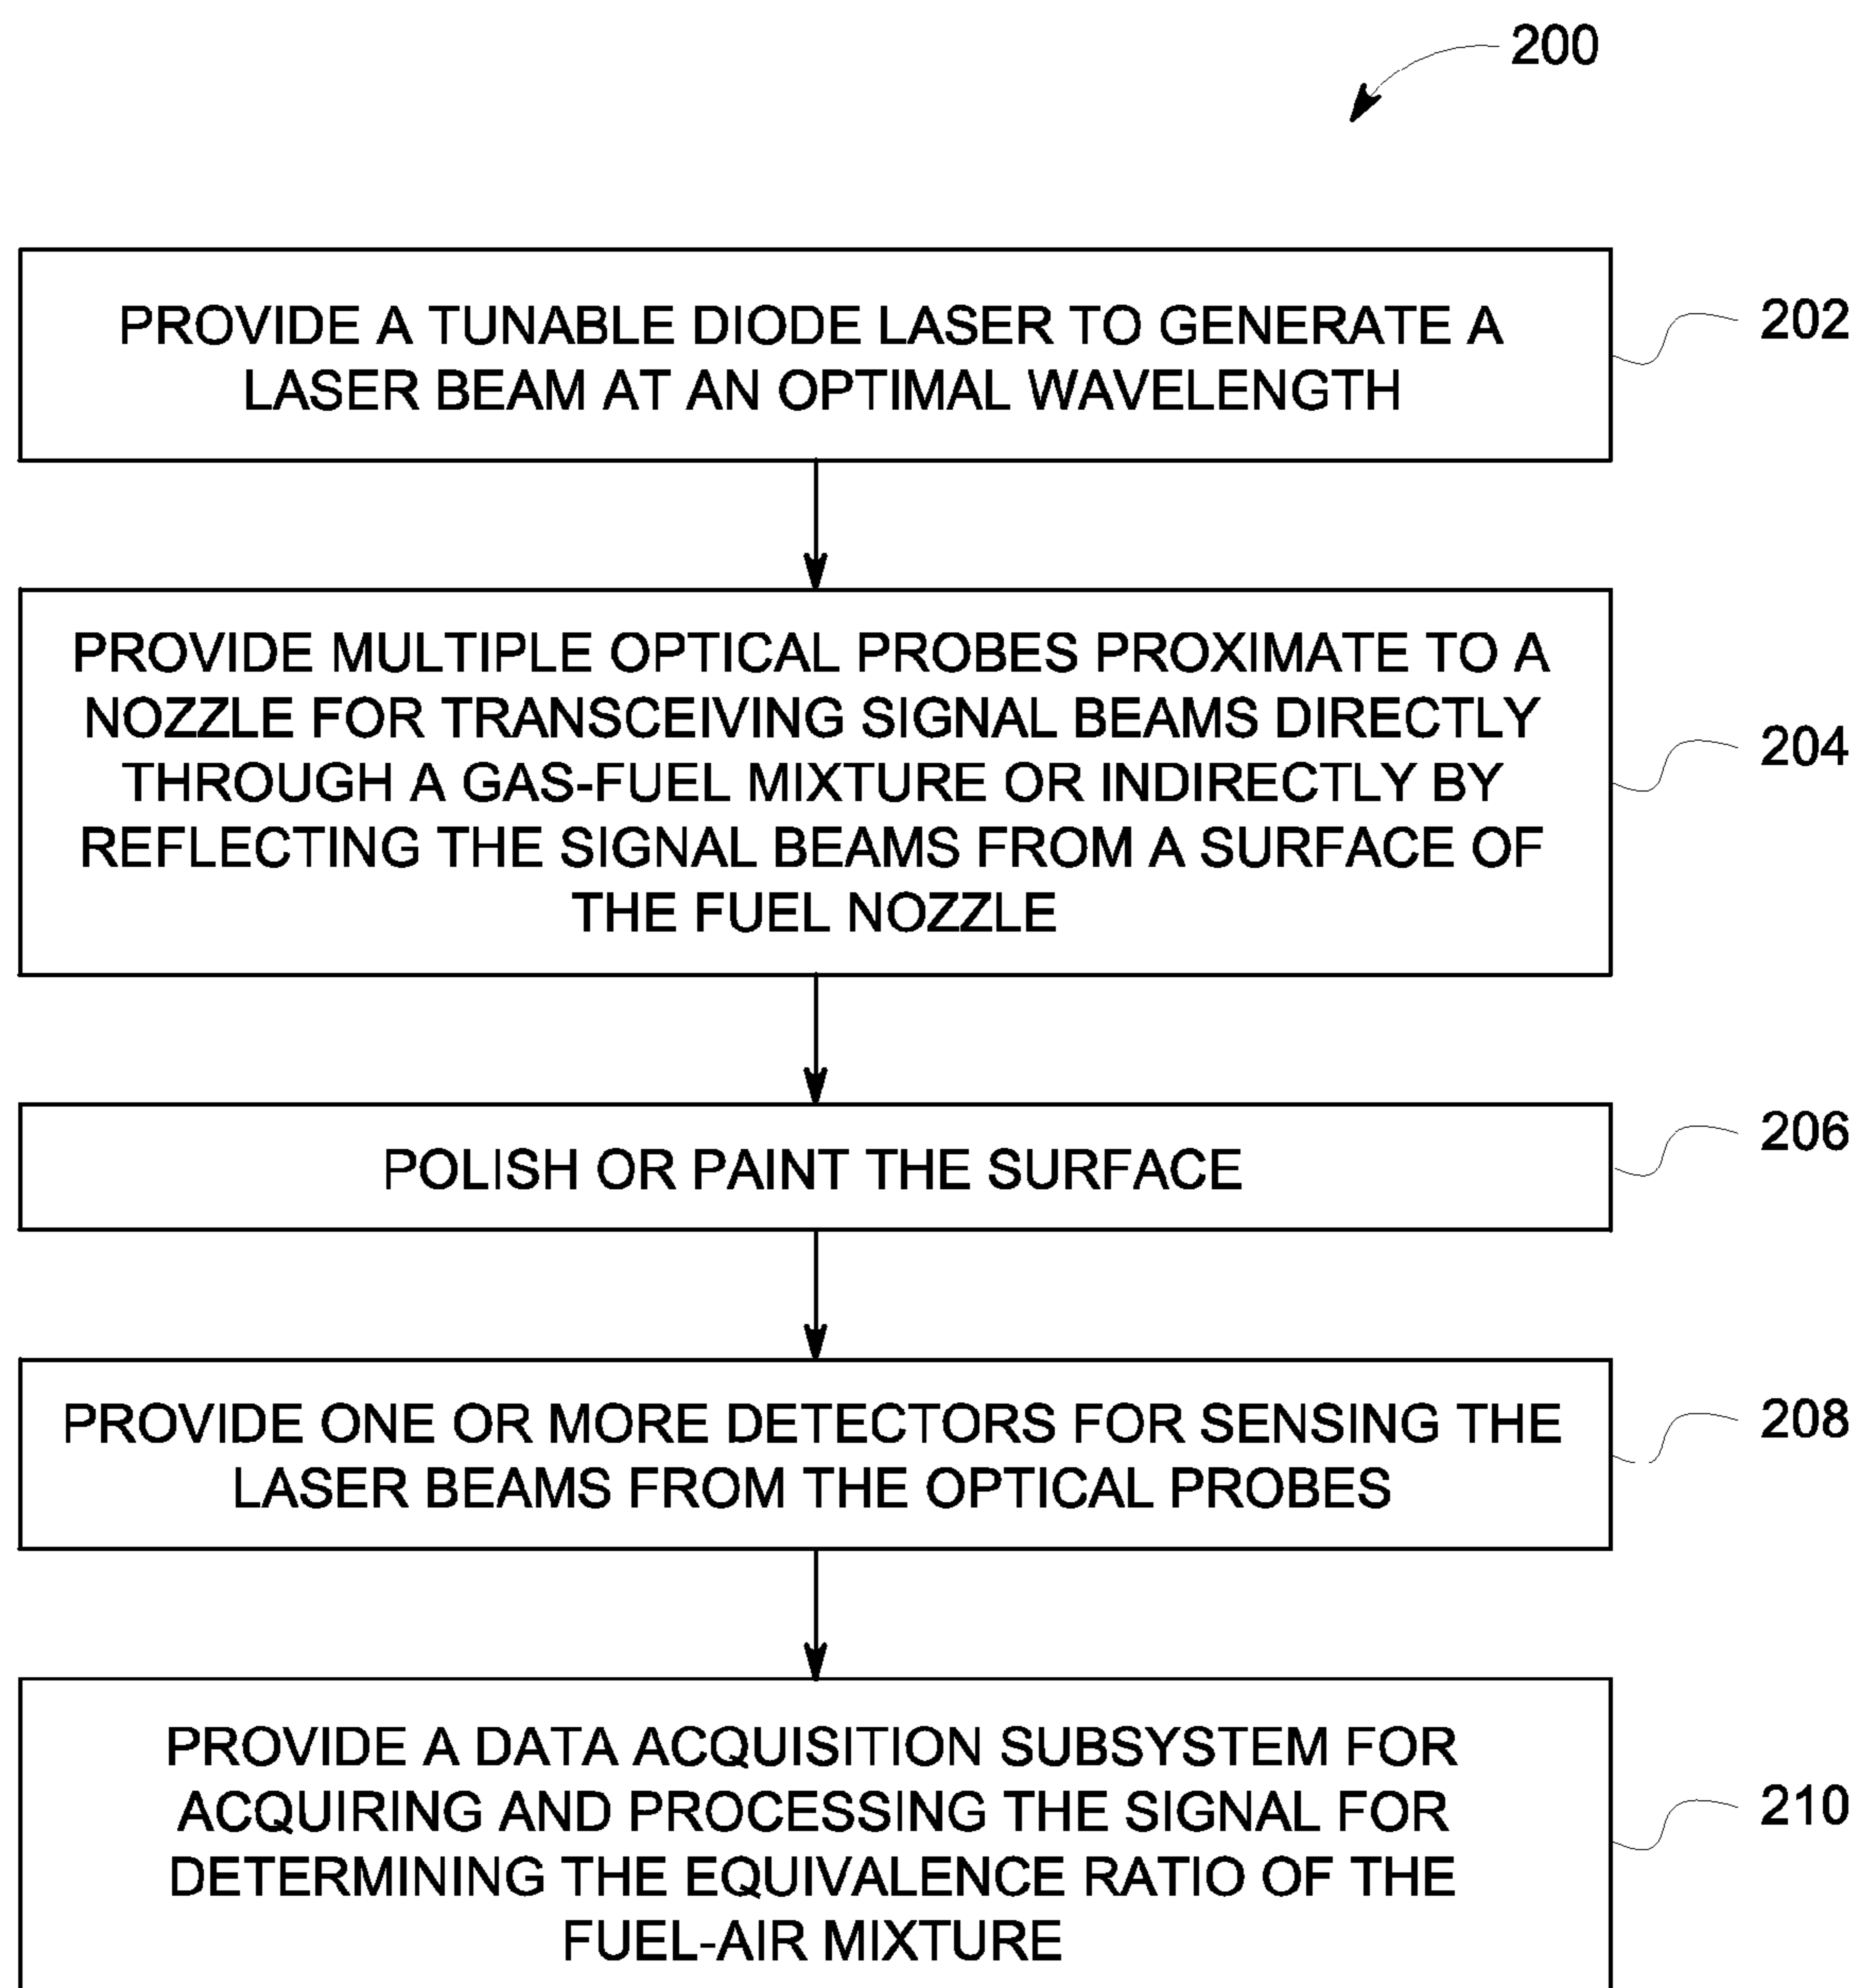 200
PROVIDE A TUNABLE DIODE LASER TO GENERATE A
LASER BEAM AT AN OPTIMAL WAVELENGTH
202
PROVIDE MULTIPLE OPTICAL PROBES PROXIMATE TO A
NOZZLE FOR TRANSCEIVING SIGNAL BEAMS DIRECTLY
THROUGH A GAS-FUEL MIXTURE OR INDIRECTLY BY
REFLECTING THE SIGNAL BEAMS FROM A SURFACE OF
THE FUEL NOZZLE
204
POLISH OR PAINT THE SURFACE
206
PROVIDE ONE OR MORE DETECTORS FOR SENSING THE
LASER BEAMS FROM THE OPTICAL PROBES
208
PROVIDE A DATA ACQUISITION SUBSYSTEM FOR
ACQUIRING AND PROCESSING THE SIGNAL FOR
DETERMINING THE EQUIVALENCE RATIO OF THE
FUEL-AIR MIXTURE
210